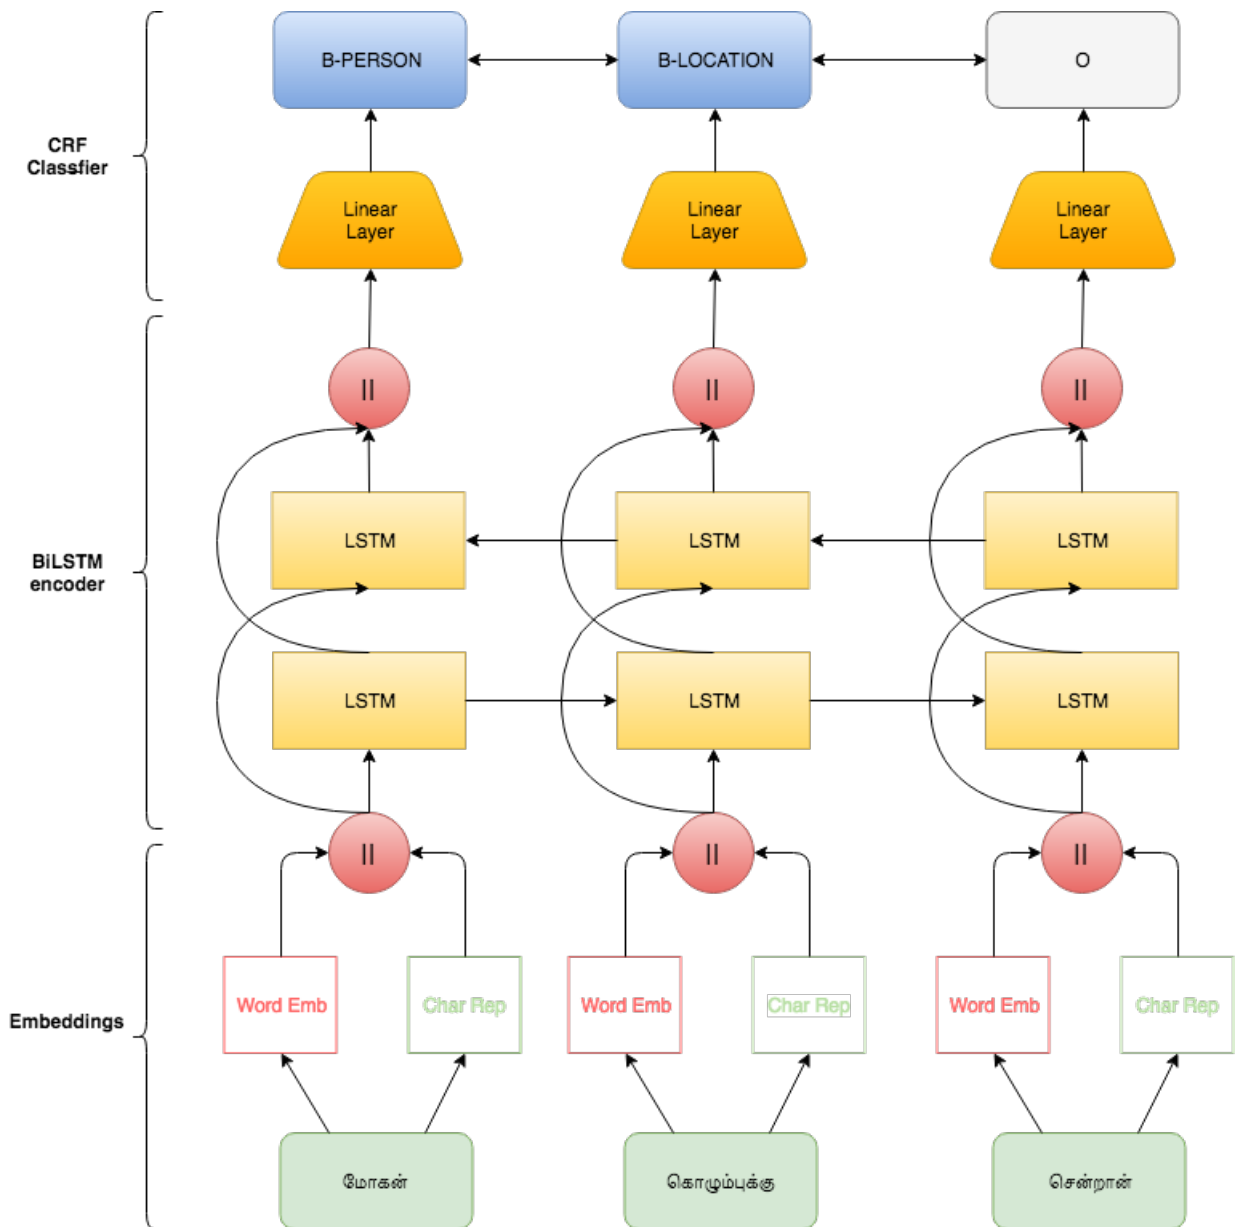 B-PERSON
B-LOCATION
O
CRF
Classfier
Linear
Layer
Linear
Layer
Linear
Layer
||
||
||
LSTM
LSTM
LSTM
BiLSTM
encoder
LSTM
LSTM
LSTM
||
||
||
Word Emb
Char Rep
Word Emb
Char Rep
Word Emb
Char Rep
Embeddings
மோகன்
கொழும்புக்கு
சென்றான்